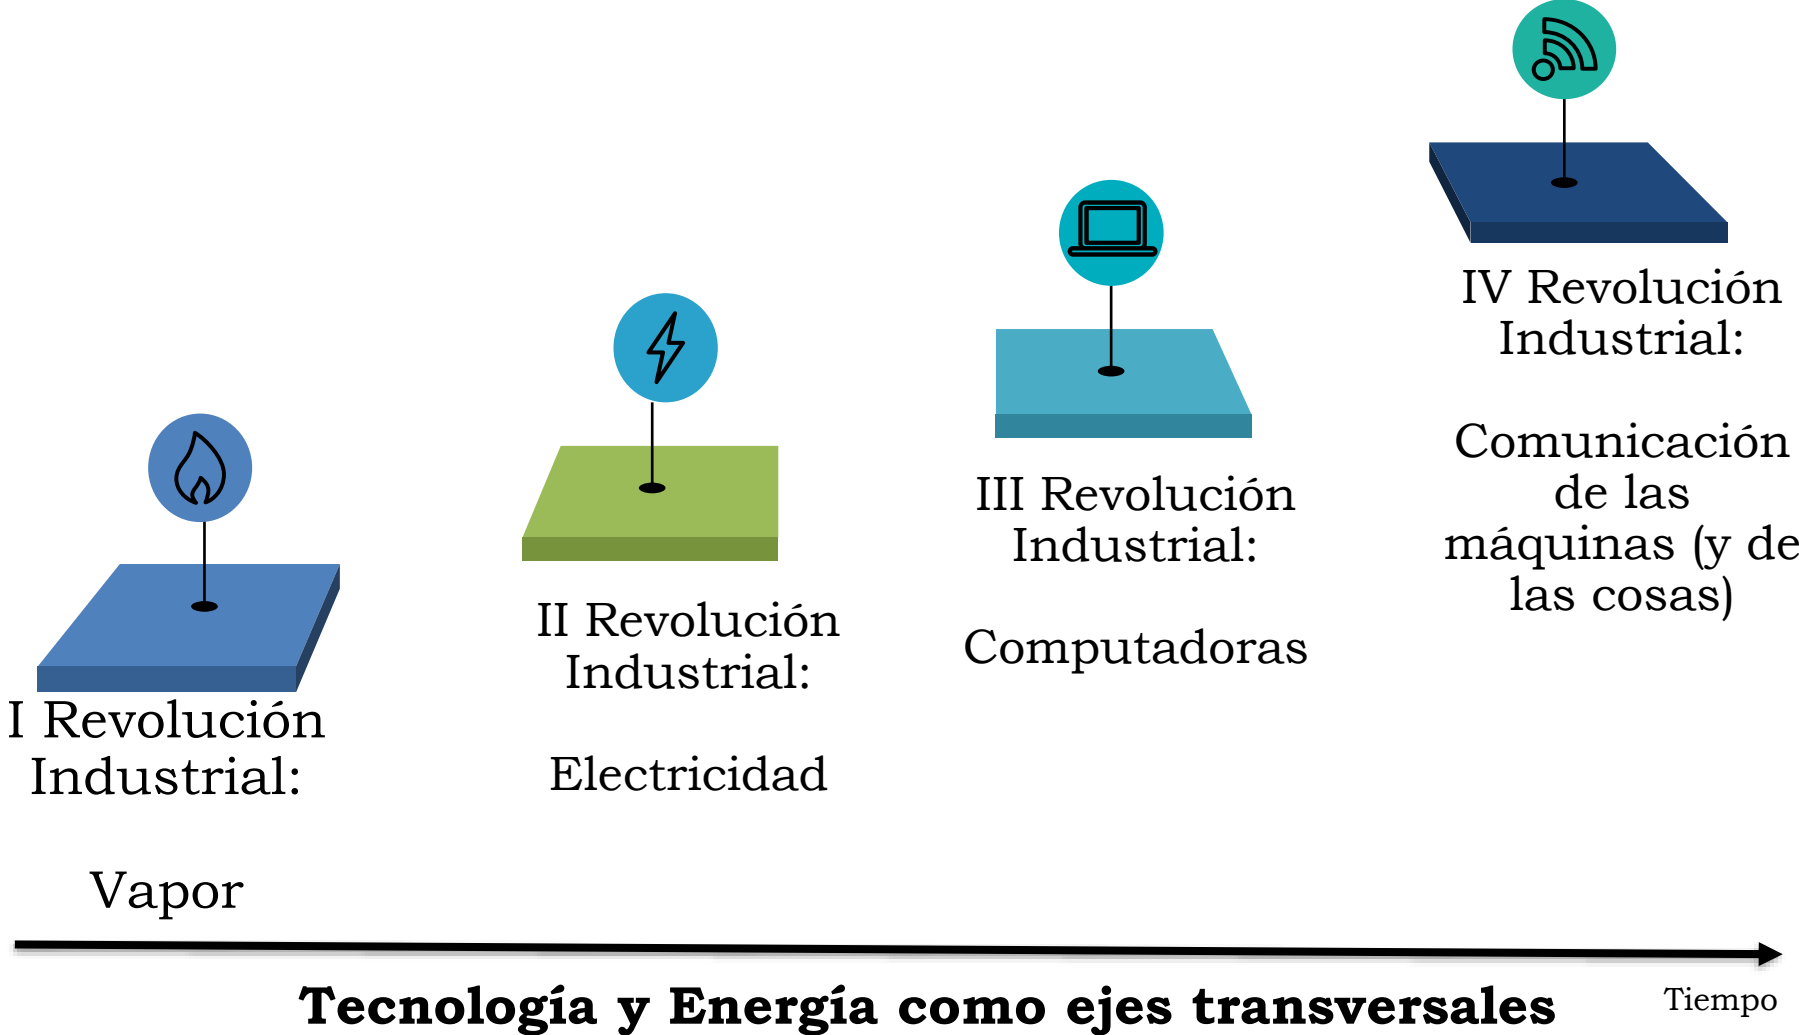 I Revolución
Industrial:
Vapor
II Revolución
Industrial:
Electricidad
III Revolución
Industrial:
Computadoras
IV Revolución
Industrial:
Comunicación
de las
máquinas (y de
las cosas)
Tecnología y Energía como ejes transversales
Tiempo